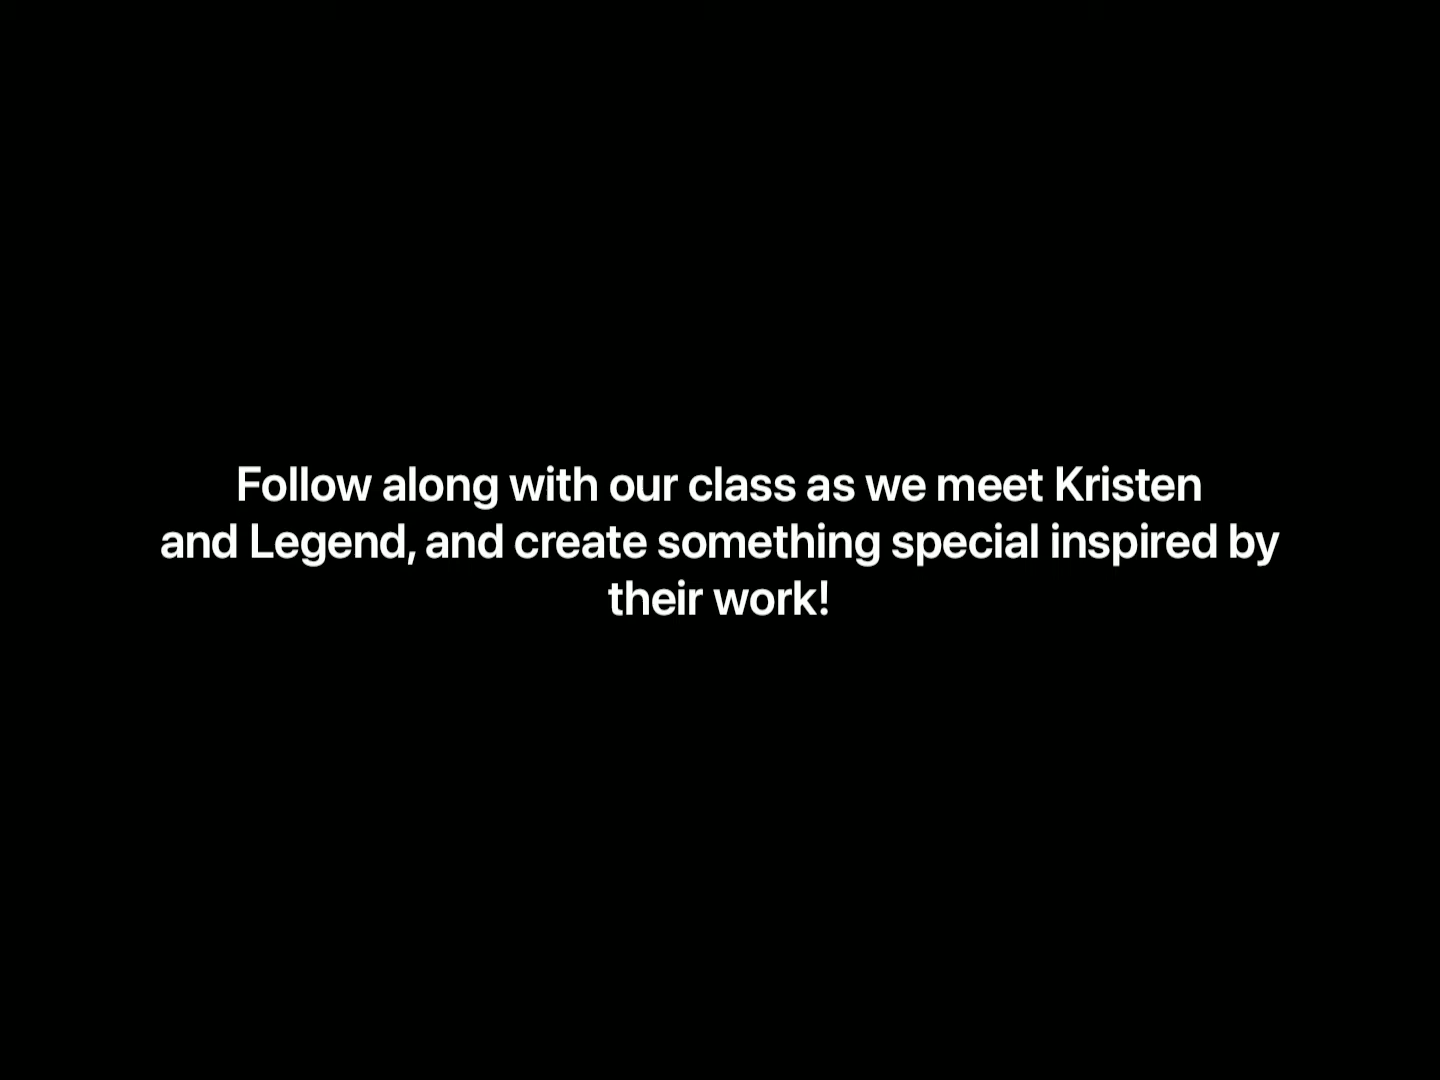 Follow along with our class as we meet Kristen
and Legend, and create something special inspired by
their work!